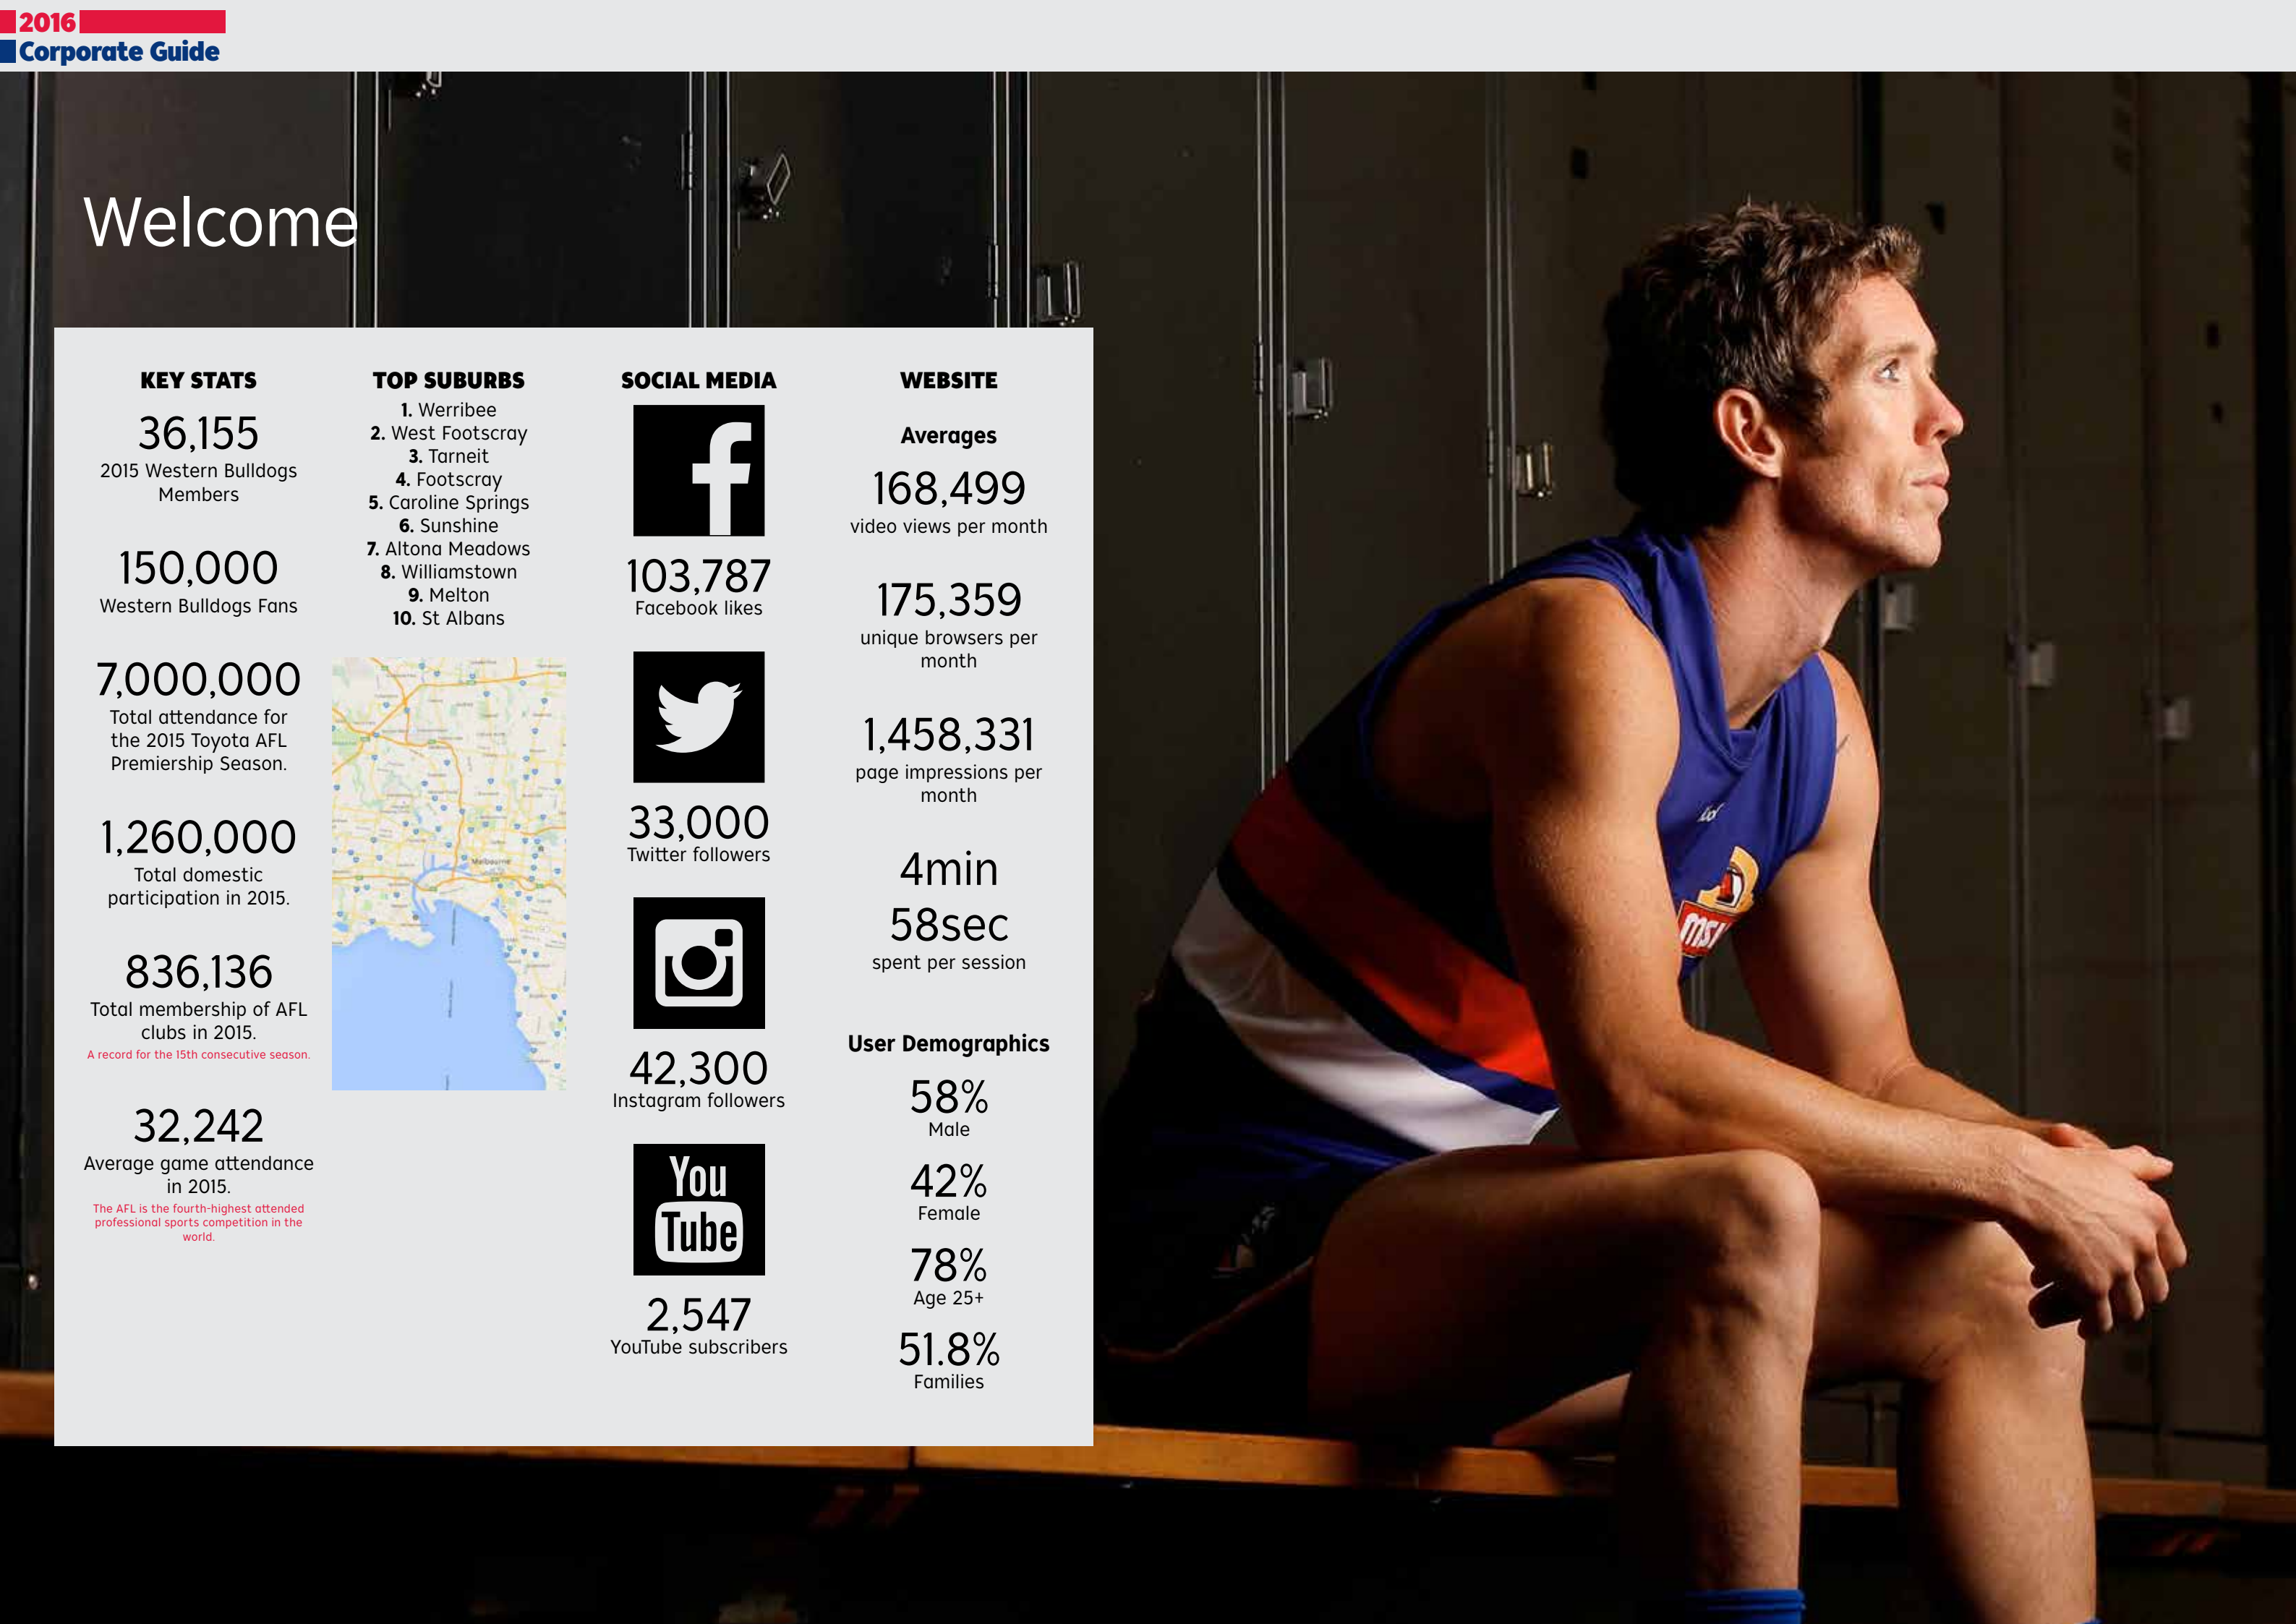 2016
Corporate Guide
Welcome
KEY STATS
36,155
2015 Western Bulldogs
Members
150,000
Western Bulldogs Fans
7,000,000
Total attendance for
the 2015 Toyota AFL
Premiership Season.
1,260,000
Total domestic
participation in 2015.
836,136
Total membership of AFL
clubs in 2015.
A record for the 15th consecutive season.
32,242
Average game attendance
in 2015.
The AFL is the fourth-highest attended
professional sports competition in the
world.
TOP SUBURBS
1. Werribee
2. West Footscray
3. Tarneit
4. Footscray
5. Caroline Springs
6. Sunshine
7. Altona Meadows
8. Williamstown
9. Melton
10. St Albans
Melbourne
SOCIAL MEDIA
f
103,787
Facebook likes
33,000
Twitter followers
42,300
Instagram followers
You
Tube
2,547
YouTube subscribers
WEBSITE
Averages
168,499
video views per month
175,359
unique browsers per
month
1,458,331
page impressions per
month
4min
58sec
spent per session
User Demographics
58%
Male
42%
Female
78%
Age 25+
51.8%
Families